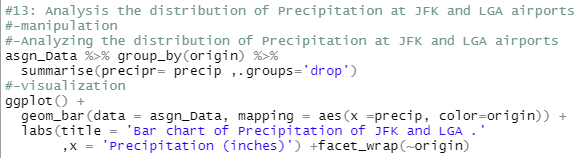 #13: Analysis the distribution of Precipitation at JFK and LGA airports
#-manipulation
#-Analyzing the distribution of Precipitation at JFK and LGA airports
asgn_Data %>% group_by(origin) %>%
  summarise(precipr= precip ,.groups='drop')
#-visualization
ggplot() +
  geom_bar(data = asgn_Data, mapping = aes(x =precip, color=origin)) +
  labs(title = 'Bar chart of Precipitation of JFK and LGA .'
       ,x = 'Precipitation (inches)') +facet_wrap(~origin)